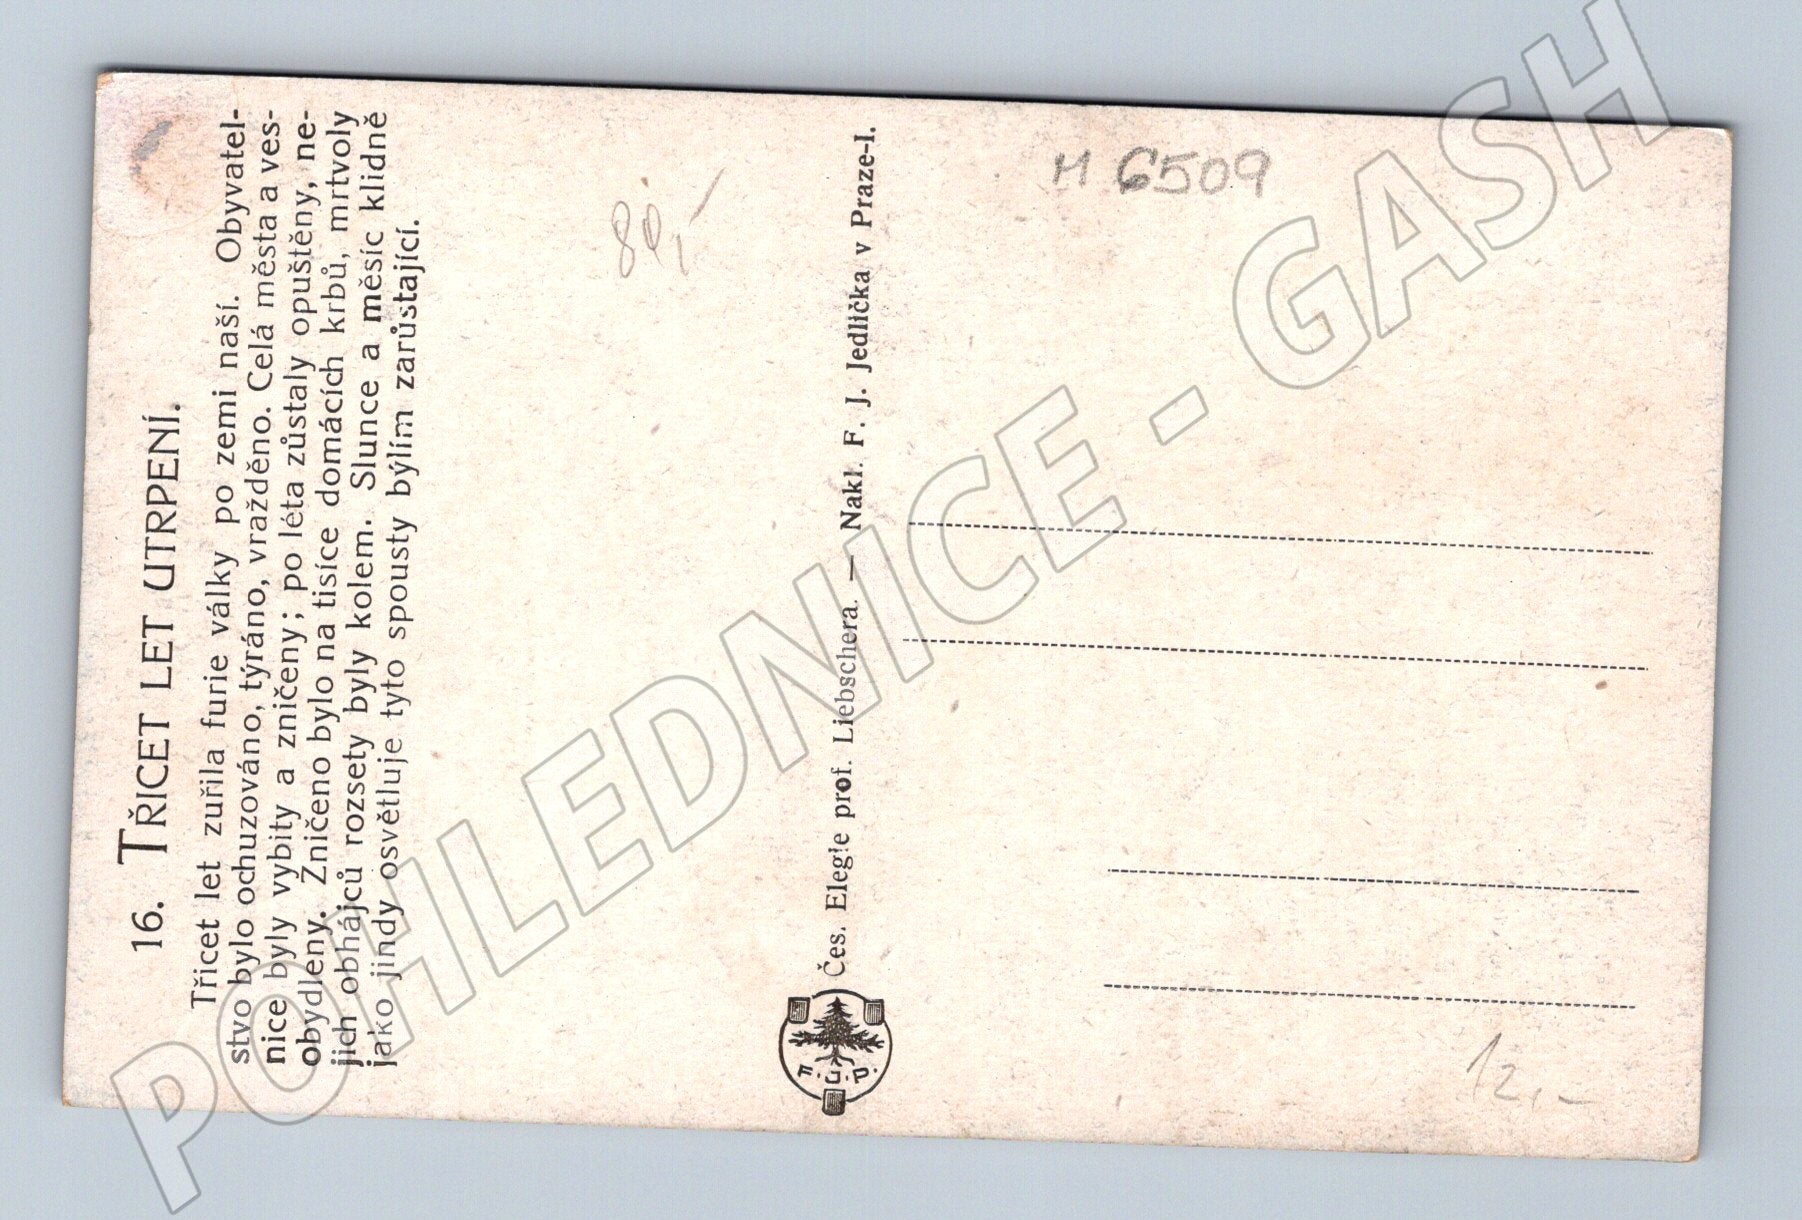 16. TŘICET LET UTRPENÍ.
Třicet let zuřila furie války po zemi naší. Obyvatel-
stvo bylo ochuzováno, týráno, vražděno. Celá města a ves-
nice byly vybity a zničeny; po léta zůstaly opuštěny, ne-
obydleny. Zničeno bylo na tisíce domácích krbů, mrtvoly
jich obhájců rozsety byly kolem. Slunce a měsíc klidně
jako jindy osvětluje tyto spousty býlím zarůstající.
80,-
Čes. Elegie prof. Liebschera. — Nakl. F. J. Jedlička v Praze-I.
F. J. P.
M 6509
12,-
POHLEDNICE - GASH